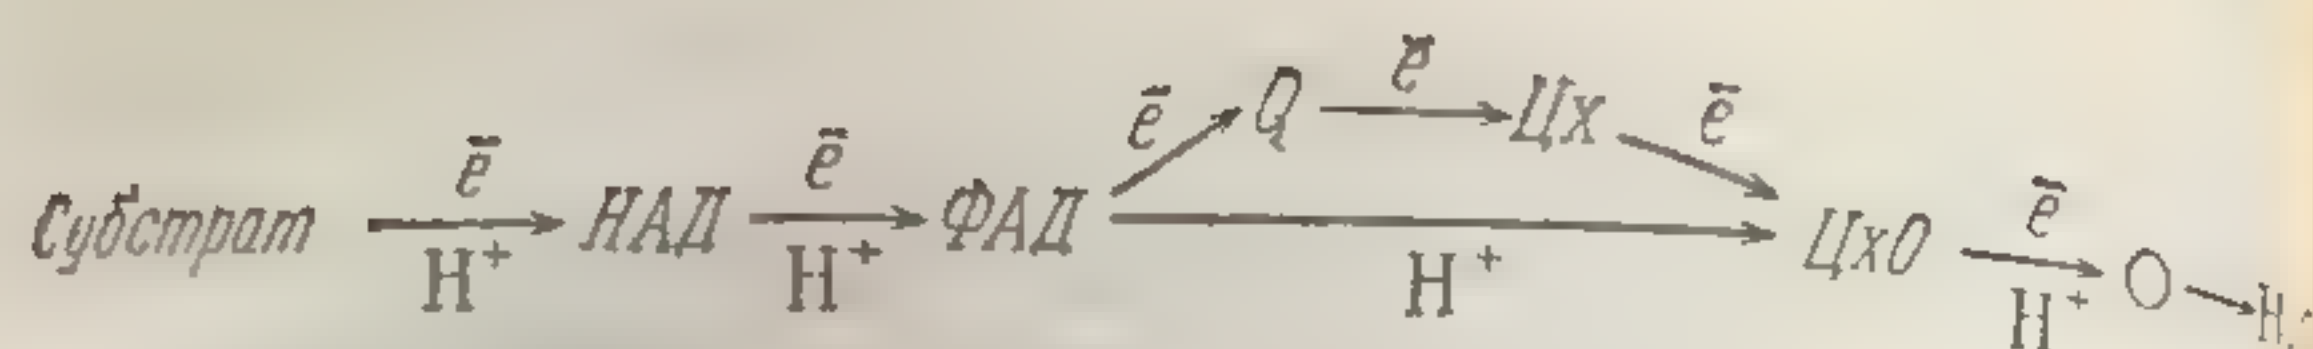 ē Q ē Цх ē
Субстрат ē H⁺ НАД ē H⁺ ФАД H⁺ ЦхО ē H⁺ O H